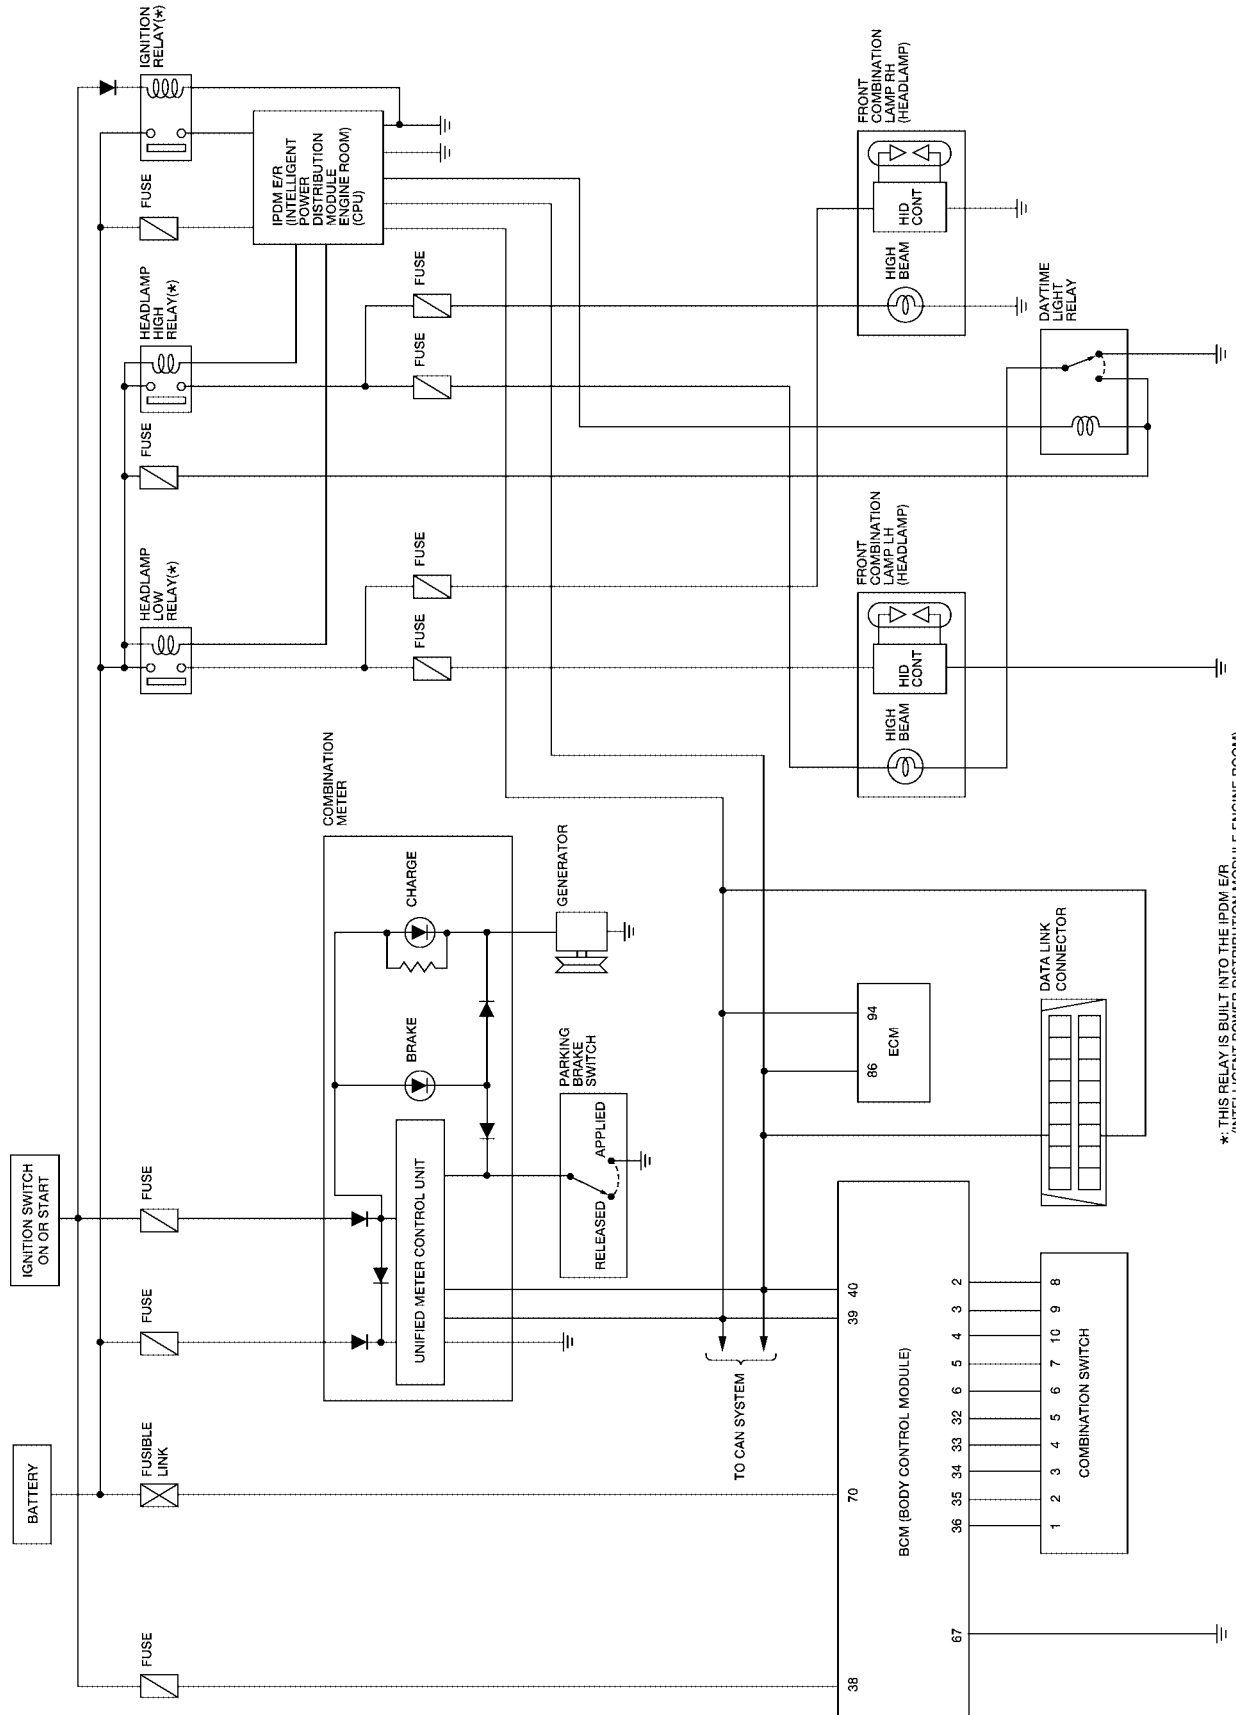 BATTERY
IGNITION SWITCH
ON OR START
FUSE
FUSIBLE
LINK
FUSE
FUSE
HEADLAMP
LOW
RELAY(*)
FUSE
HEADLAMP
HIGH
RELAY(*)
FUSE
IGNITION
RELAY(*)
COMBINATION
METER
UNIFIED METER CONTROL UNIT
BRAKE
CHARGE
FUSE
FUSE
FUSE
FUSE
IPDM E/R
(INTELLIGENT
POWER
DISTRIBUTION
MODULE
ENGINE ROOM)
(CPU)
PARKING
BRAKE
SWITCH
RELEASED
APPLIED
GENERATOR
TO CAN SYSTEM
38
70
39
40
BCM (BODY CONTROL MODULE)
67
36
35
34
33
32
6
5
4
3
2
1
2
3
4
5
6
7
10
9
8
COMBINATION SWITCH
86
94
ECM
DATA LINK
CONNECTOR
FRONT
COMBINATION
LAMP LH
(HEADLAMP)
HIGH
BEAM
HID
CONT
FRONT
COMBINATION
LAMP RH
(HEADLAMP)
HIGH
BEAM
HID
CONT
DAYTIME
LIGHT
RELAY
*: THIS RELAY IS BUILT INTO THE IPDM E/R
(INTELLIGENT POWER DISTRIBUTION MODULE ENGINE ROOM)